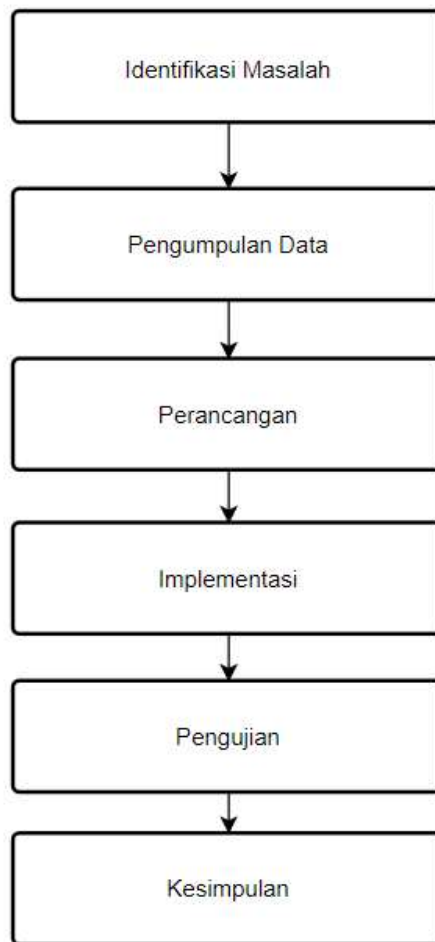 Identifikasi Masalah
Pengumpulan Data
Perancangan
Implementasi
Pengujian
Kesimpulan